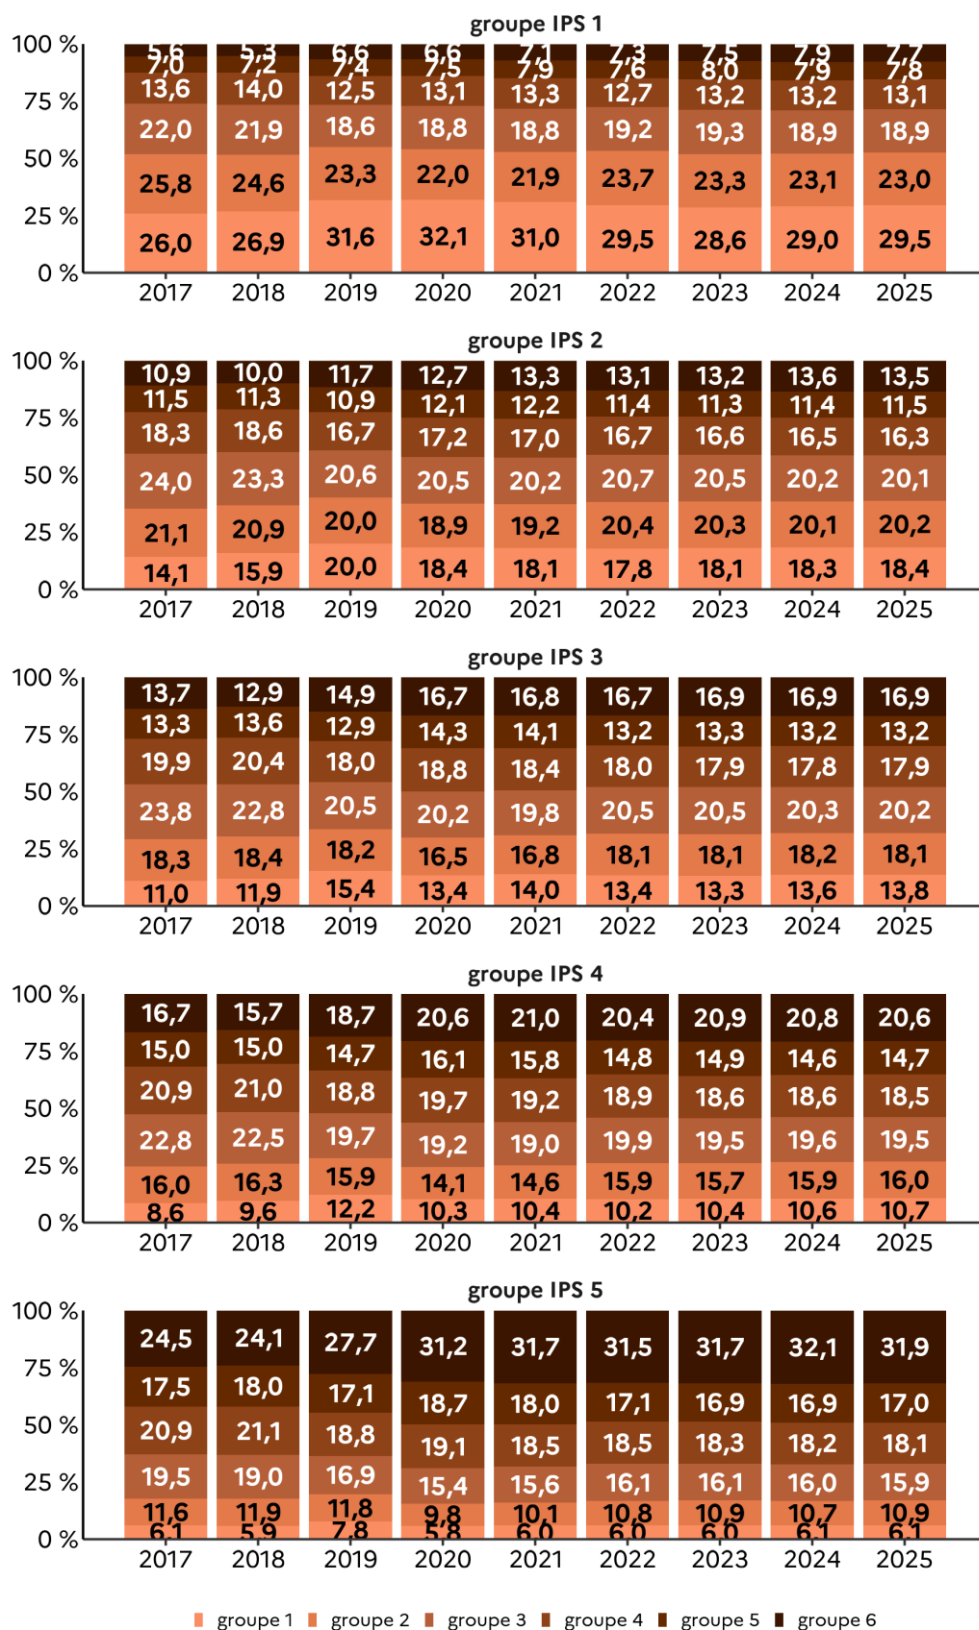 groupe IPS 1
100 % 5,6 5,3 6,6 6,6 7,1 7,3 7,5 7,9 7,7
7,0 7,2 7,4 7,5 7,9 7,6 8,0 7,9 7,8
75 % 13,6 14,0 12,5 13,1 13,3 12,7 13,2 13,2 13,1
22,0 21,9 18,6 18,8 18,8 19,2 19,3 18,9 18,9
50 % 25,8 24,6 23,3 22,0 21,9 23,7 23,3 23,1 23,0
25 % 26,0 26,9 31,6 32,1 31,0 29,5 28,6 29,0 29,5
0 %
2017 2018 2019 2020 2021 2022 2023 2024 2025
groupe IPS 2
100 % 10,9 10,0 11,7 12,7 13,3 13,1 13,2 13,6 13,5
11,5 11,3 10,9 12,1 12,2 11,4 11,3 11,4 11,5
75 % 18,3 18,6 16,7 17,2 17,0 16,7 16,6 16,5 16,3
50 % 24,0 23,3 20,6 20,5 20,2 20,7 20,5 20,2 20,1
25 % 21,1 20,9 20,0 18,9 19,2 20,4 20,3 20,1 20,2
0 % 14,1 15,9 20,0 18,4 18,1 17,8 18,1 18,3 18,4
2017 2018 2019 2020 2021 2022 2023 2024 2025
groupe IPS 3
100 % 13,7 12,9 14,9 16,7 16,8 16,7 16,9 16,9 16,9
75 % 13,3 13,6 12,9 14,3 14,1 13,2 13,3 13,2 13,2
19,9 20,4 18,0 18,8 18,4 18,0 17,9 17,8 17,9
50 % 23,8 22,8 20,5 20,2 19,8 20,5 20,5 20,3 20,2
25 % 18,3 18,4 18,2 16,5 16,8 18,1 18,1 18,2 18,1
0 % 11,0 11,9 15,4 13,4 14,0 13,4 13,3 13,6 13,8
2017 2018 2019 2020 2021 2022 2023 2024 2025
groupe IPS 4
100 % 16,7 15,7 18,7 20,6 21,0 20,4 20,9 20,8 20,6
75 % 15,0 15,0 14,7 16,1 15,8 14,8 14,9 14,6 14,7
20,9 21,0 18,8 19,7 19,2 18,9 18,6 18,6 18,5
50 % 22,8 22,5 19,7 19,2 19,0 19,9 19,5 19,6 19,5
25 % 16,0 16,3 15,9 14,1 14,6 15,9 15,7 15,9 16,0
0 % 8,6 9,6 12,2 10,3 10,4 10,2 10,4 10,6 10,7
2017 2018 2019 2020 2021 2022 2023 2024 2025
groupe IPS 5
100 % 24,5 24,1 27,7 31,2 31,7 31,5 31,7 32,1 31,9
75 % 17,5 18,0 17,1 18,7 18,0 17,1 16,9 16,9 17,0
50 % 20,9 21,1 18,8 19,1 18,5 18,5 18,3 18,2 18,1
25 % 19,5 19,0 16,9 15,4 15,6 16,1 16,1 16,0 15,9
11,6 11,9 11,8 9,8 10,1 10,8 10,9 10,7 10,9
0 % 6,1 5,9 7,8 5,8 6,0 6,0 6,0 6,1 6,1
2017 2018 2019 2020 2021 2022 2023 2024 2025
groupe 1 groupe 2 groupe 3 groupe 4 groupe 5 groupe 6